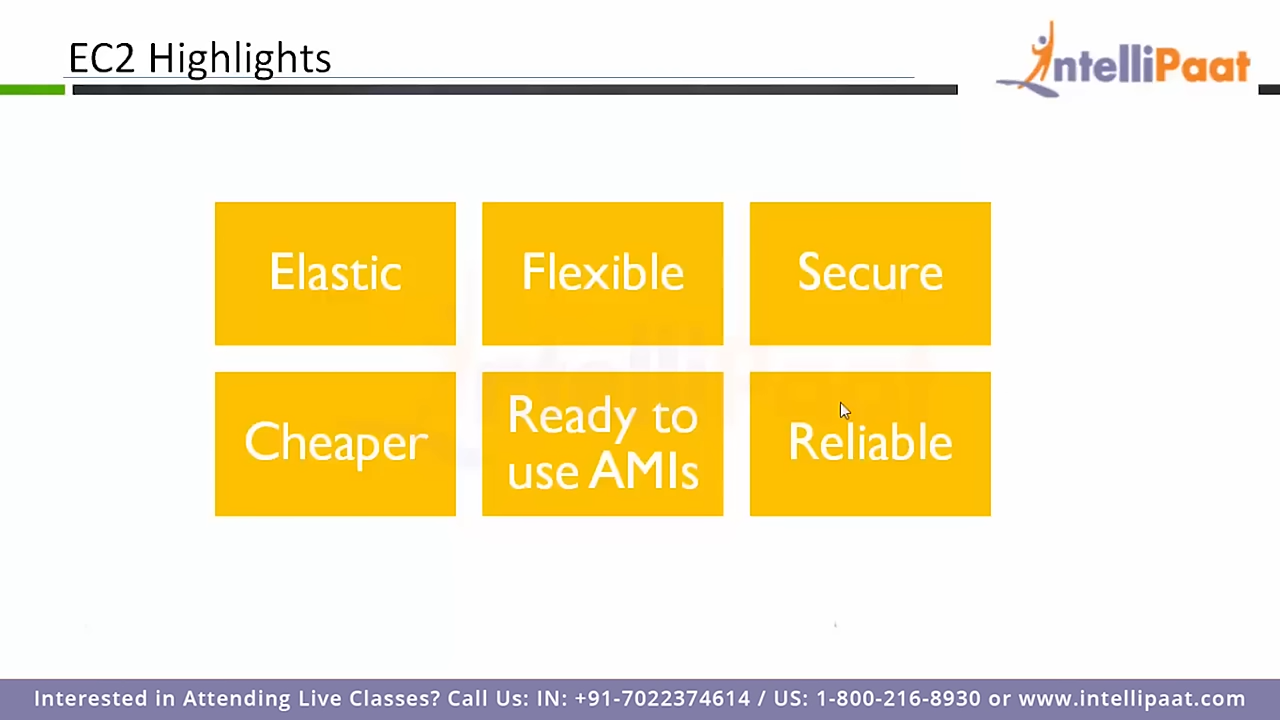 EC2 Highlights
IntelliPaat
Elastic
Flexible
Secure
Cheaper
Ready to
use AMIs
Reliable
Interested in Attending Live Classes? Call Us: IN: +91-7022374614 / US: 1-800-216-8930 or www.intellipaat.com